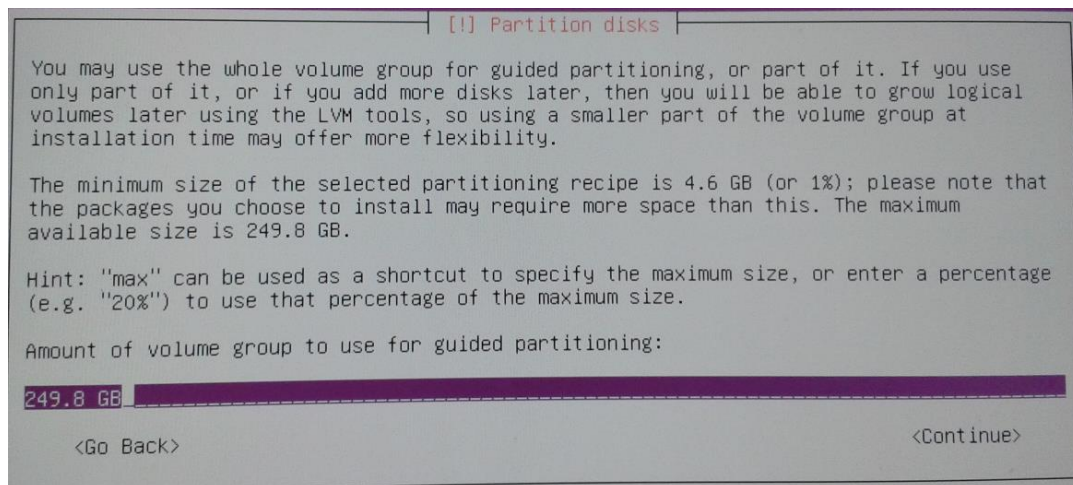 [!] Partition disks
You may use the whole volume group for guided partitioning, or part of it. If you use
only part of it, or if you add more disks later, then you will be able to grow logical
volumes later using the LVM tools, so using a smaller part of the volume group at
installation time may offer more flexibility.
The minimum size of the selected partitioning recipe is 4.6 GB (or 1%); please note that
the packages you choose to install may require more space than this. The maximum
available size is 249.8 GB.
Hint: "max" can be used as a shortcut to specify the maximum size, or enter a percentage
(e.g. "20%") to use that percentage of the maximum size.
Amount of volume group to use for guided partitioning:
249.8 GB
<Go Back> <Continue>